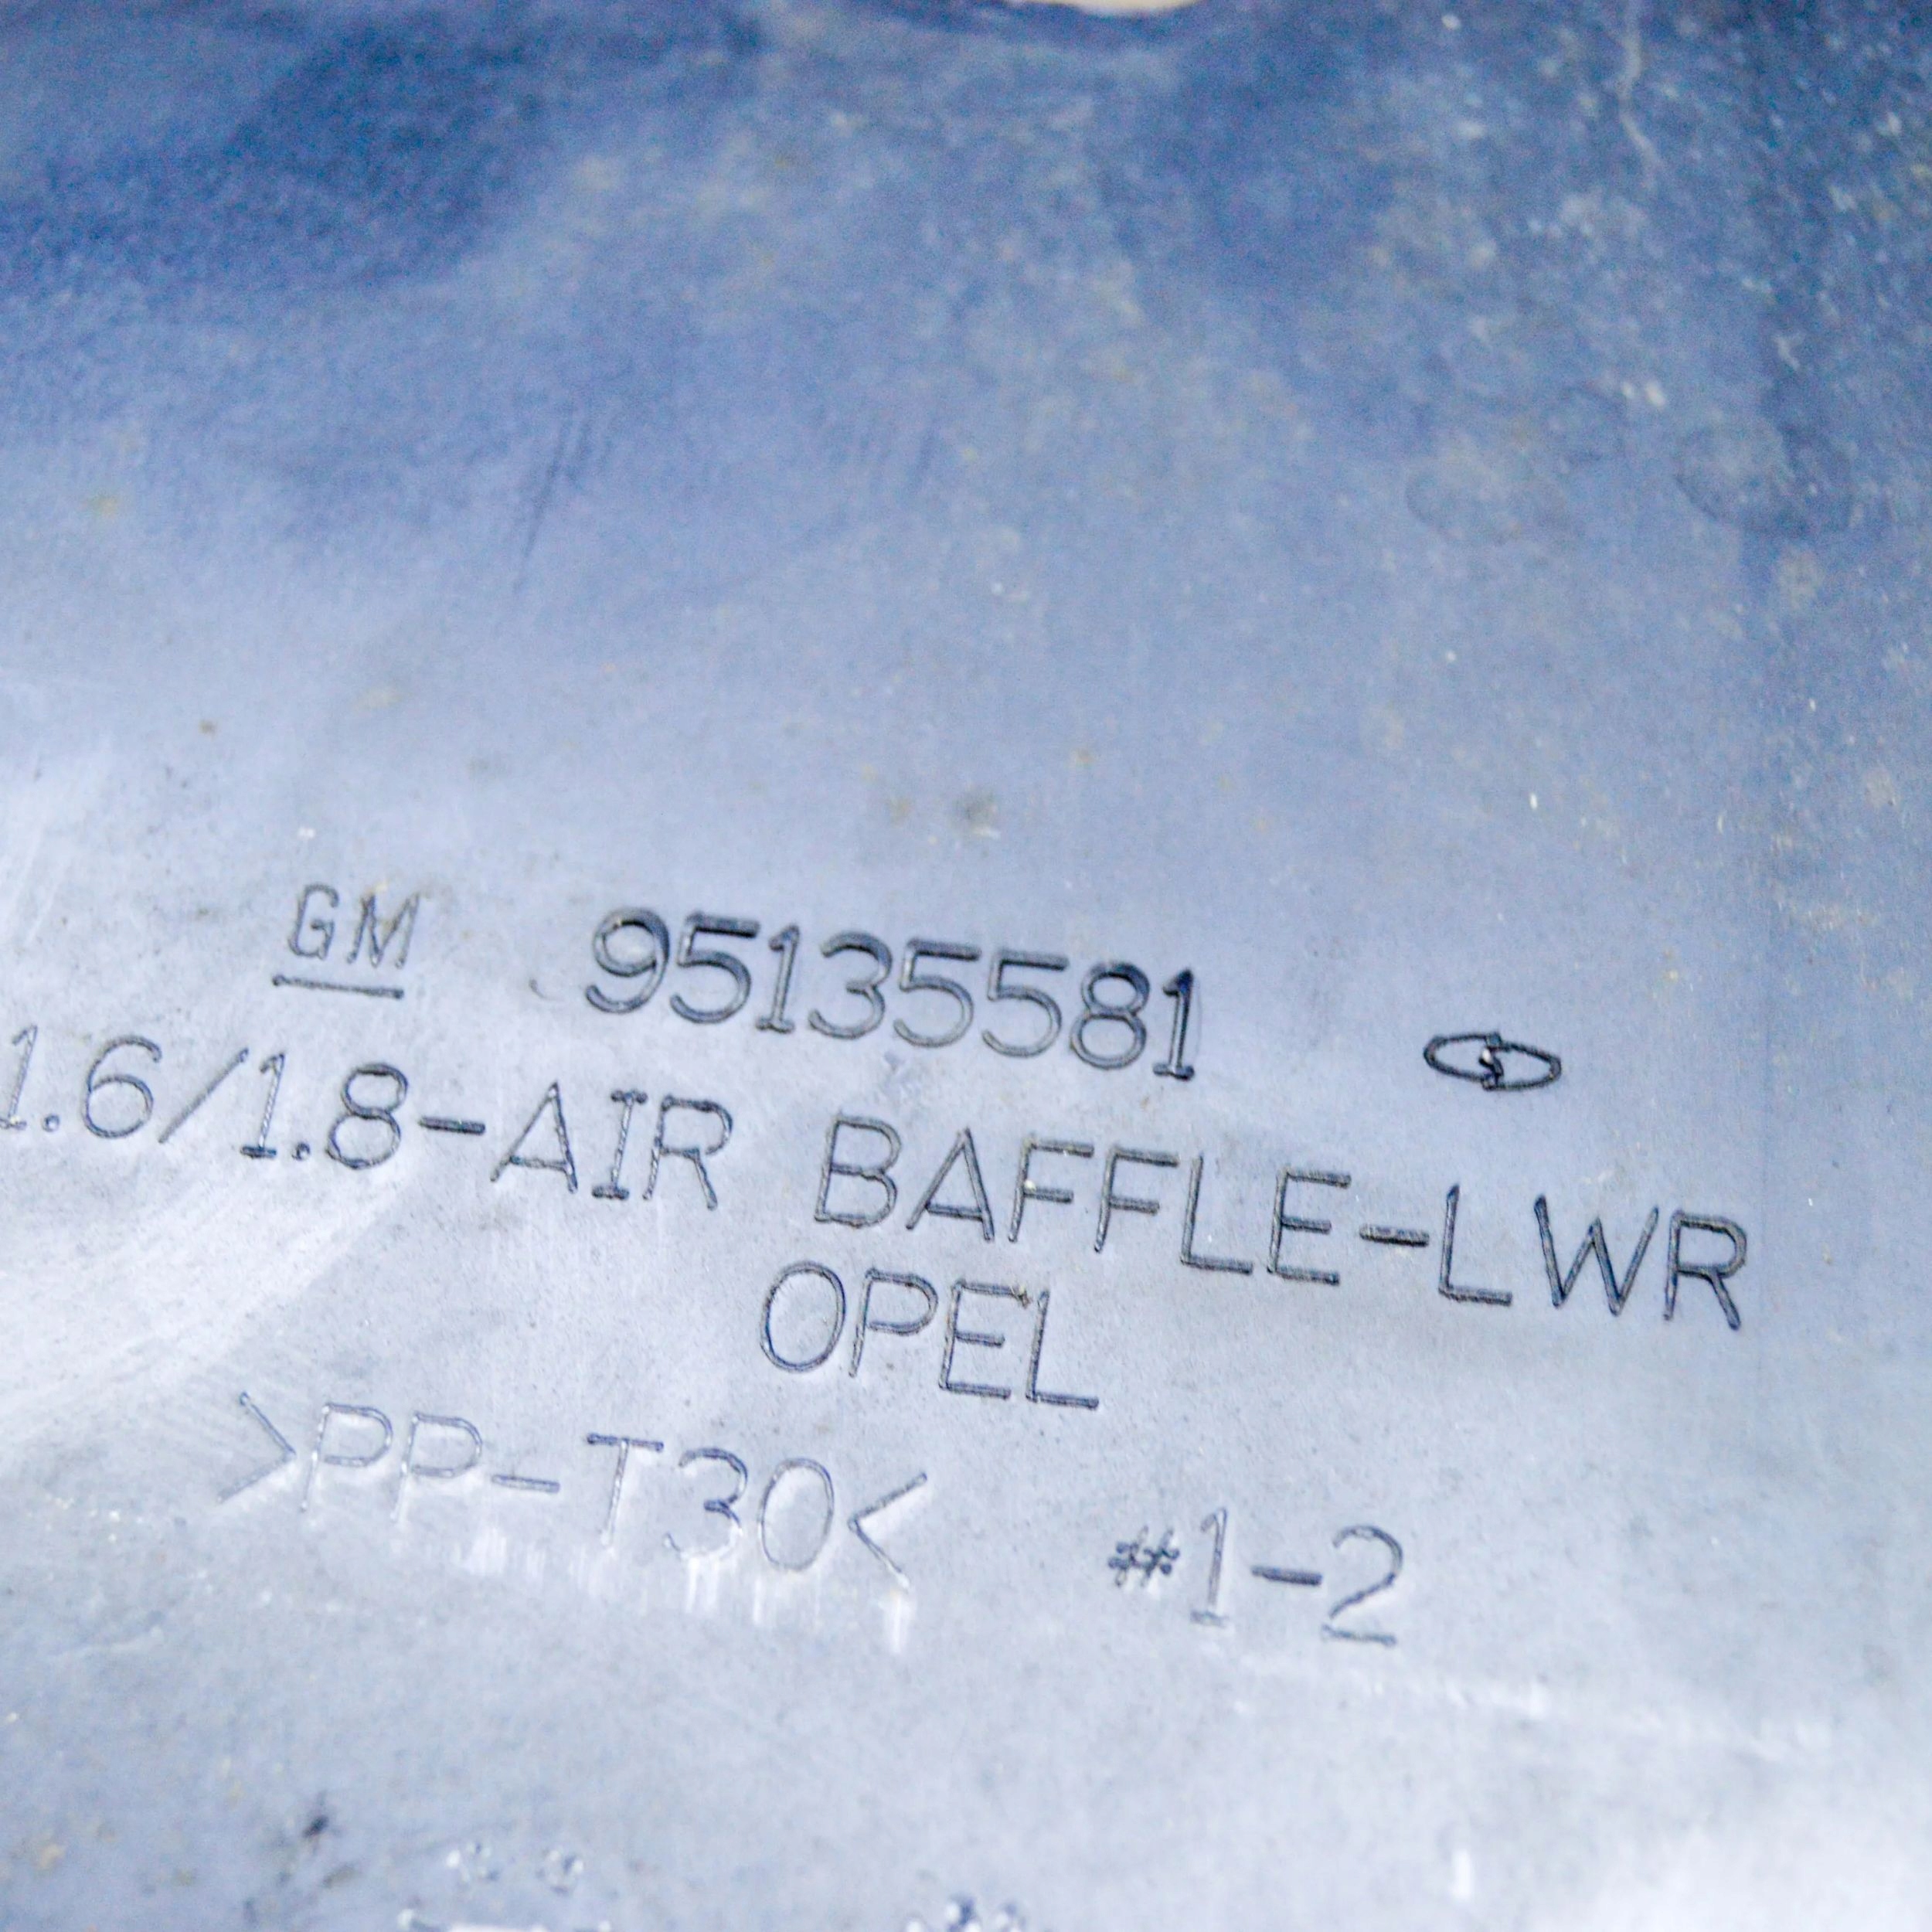 GM 95135581
1.6/1.8-AIR BAFFLE-LWR
OPEL
>PP-T30< #1-2